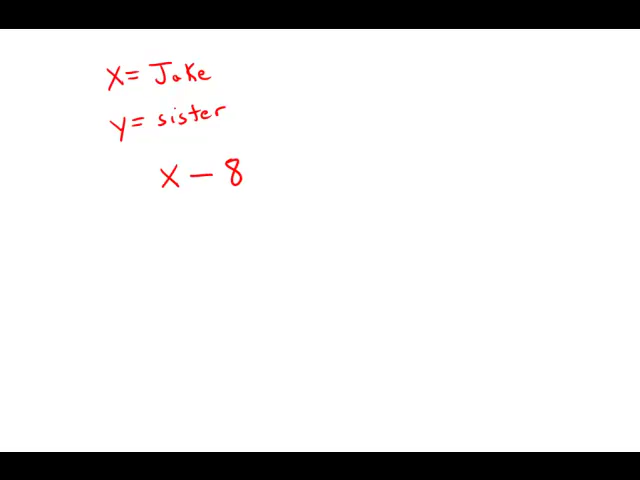 x = Jake
y = sister
x - 8